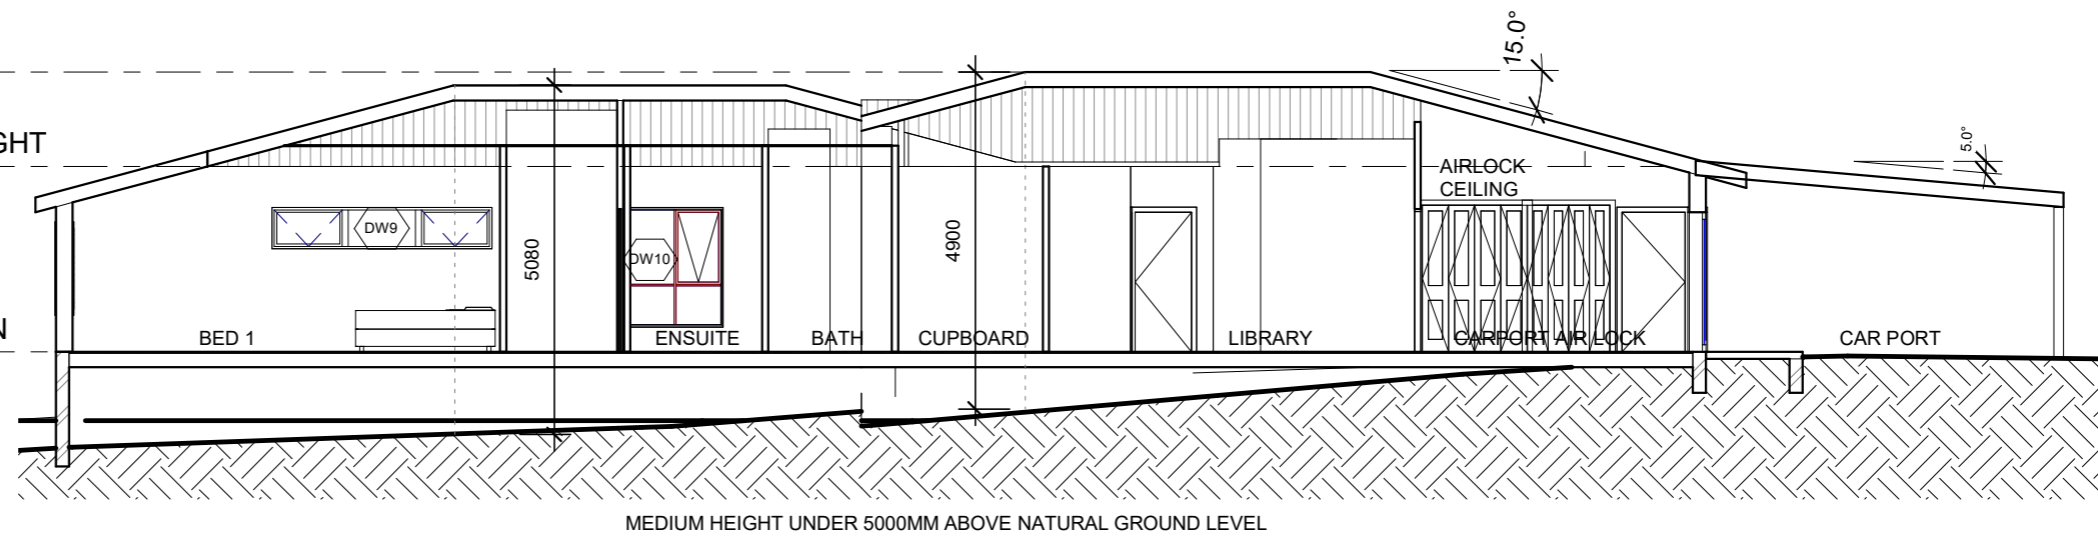 15.0°
GHT
5.0°
AIRLOCK
CEILING
DW9
5080
DW10
4900
N
BED 1
ENSUITE
BATH
CUPBOARD
LIBRARY
CARPORT AIR LOCK
CAR PORT
MEDIUM HEIGHT UNDER 5000MM ABOVE NATURAL GROUND LEVEL